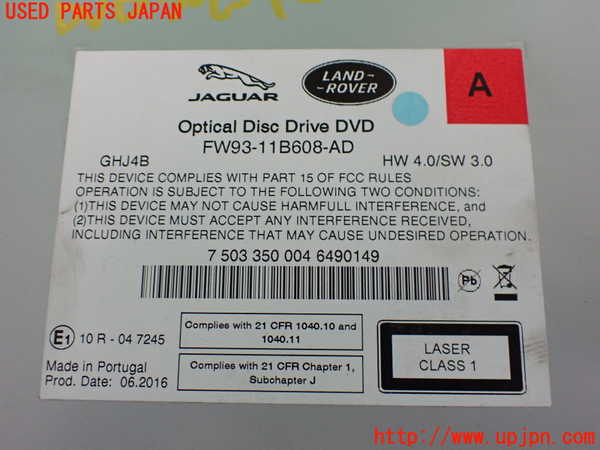 USED PARTS JAPAN
JAGUAR
LAND-
ROVER
A
Optical Disc Drive DVD
FW93-11B608-AD
GHJ4B
HW 4.0/SW 3.0
THIS DEVICE COMPLIES WITH PART 15 OF FCC RULES
OPERATION IS SUBJECT TO THE FOLLOWING TWO CONDITIONS:
(1)THIS DEVICE MAY NOT CAUSE HARMFULL INTERFERENCE, and
(2)THIS DEVICE MUST ACCEPT ANY INTERFERENCE RECEIVED,
INCLUDING INTERFERENCE THAT MAY CAUSE UNDESIRED OPERATION.
7 503 350 004 6490149
Pb
E1 10 R - 04 7245
Complies with 21 CFR 1040.10 and
1040.11
Made in Portugal
Prod. Date: 06.2016
Complies with 21 CFR Chapter 1,
Subchapter J
LASER
CLASS 1
http://www.upjpn.com/